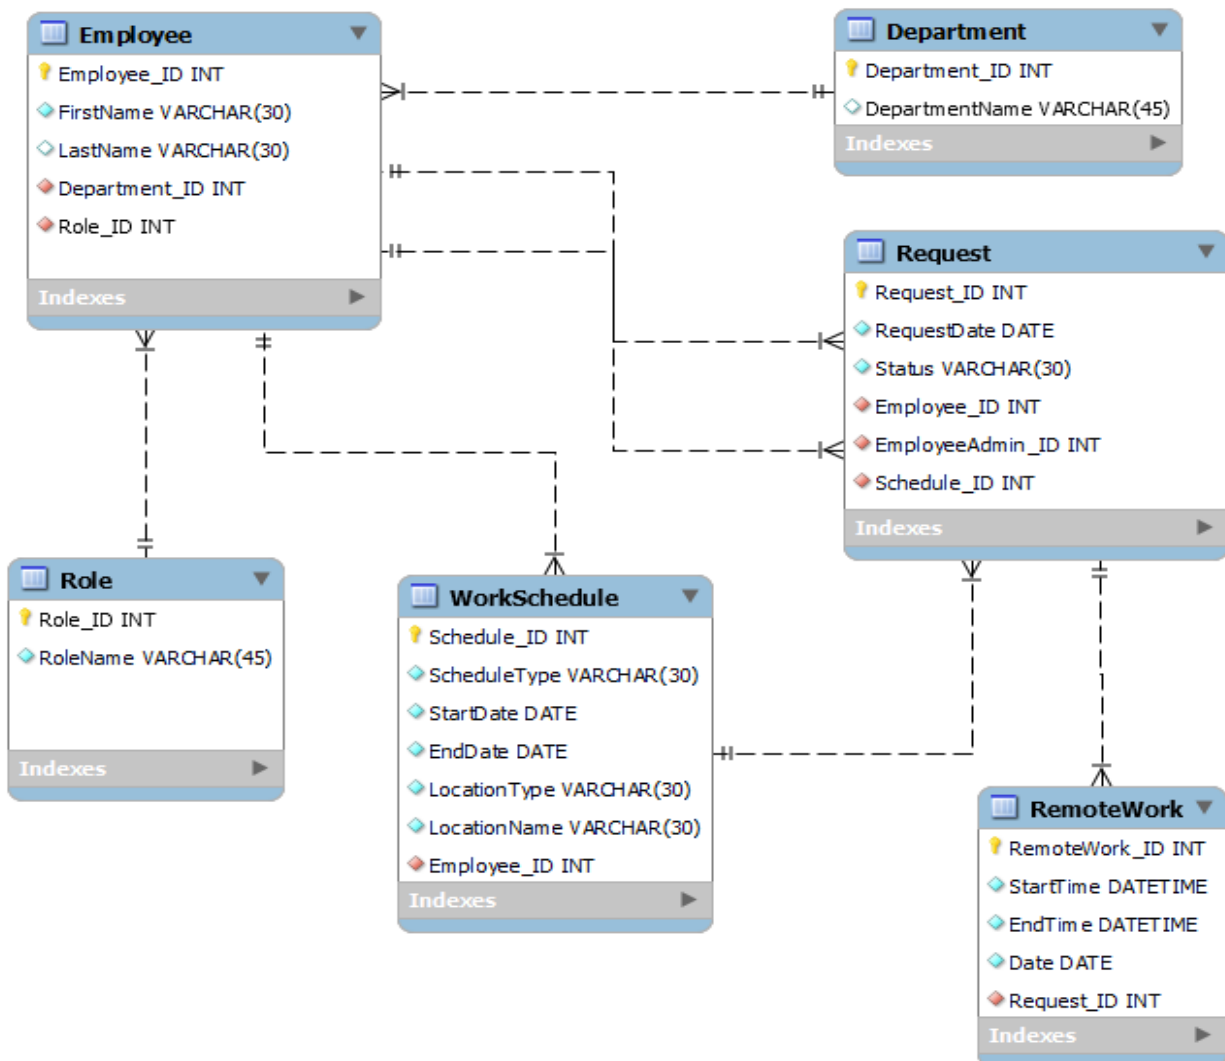 Employee
Employee_ID INT
FirstName VARCHAR(30)
LastName VARCHAR(30)
Department_ID INT
Role_ID INT
Indexes
Department
Department_ID INT
DepartmentName VARCHAR(45)
Indexes
Request
Request_ID INT
RequestDate DATE
Status VARCHAR(30)
Employee_ID INT
EmployeeAdmin_ID INT
Schedule_ID INT
Indexes
Role
Role_ID INT
RoleName VARCHAR(45)
Indexes
WorkSchedule
Schedule_ID INT
ScheduleType VARCHAR(30)
StartDate DATE
EndDate DATE
LocationType VARCHAR(30)
LocationName VARCHAR(30)
Employee_ID INT
Indexes
RemoteWork
RemoteWork_ID INT
StartTime DATETIME
EndTime DATETIME
Date DATE
Request_ID INT
Indexes